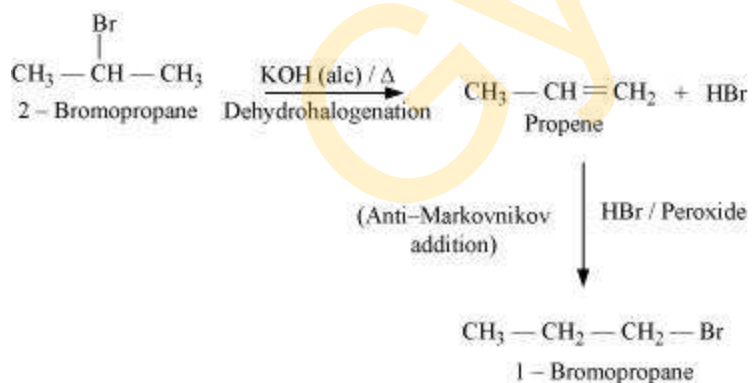 Br
CH₃ — CH — CH₃
2 – Bromopropane
KOH (alc) / Δ
Dehydrohalogenation
CH₃ — CH = CH₂ + HBr
Propene
(Anti–Markovnikov
addition)
HBr / Peroxide
CH₃ — CH₂ — CH₂ — Br
1 – Bromopropane